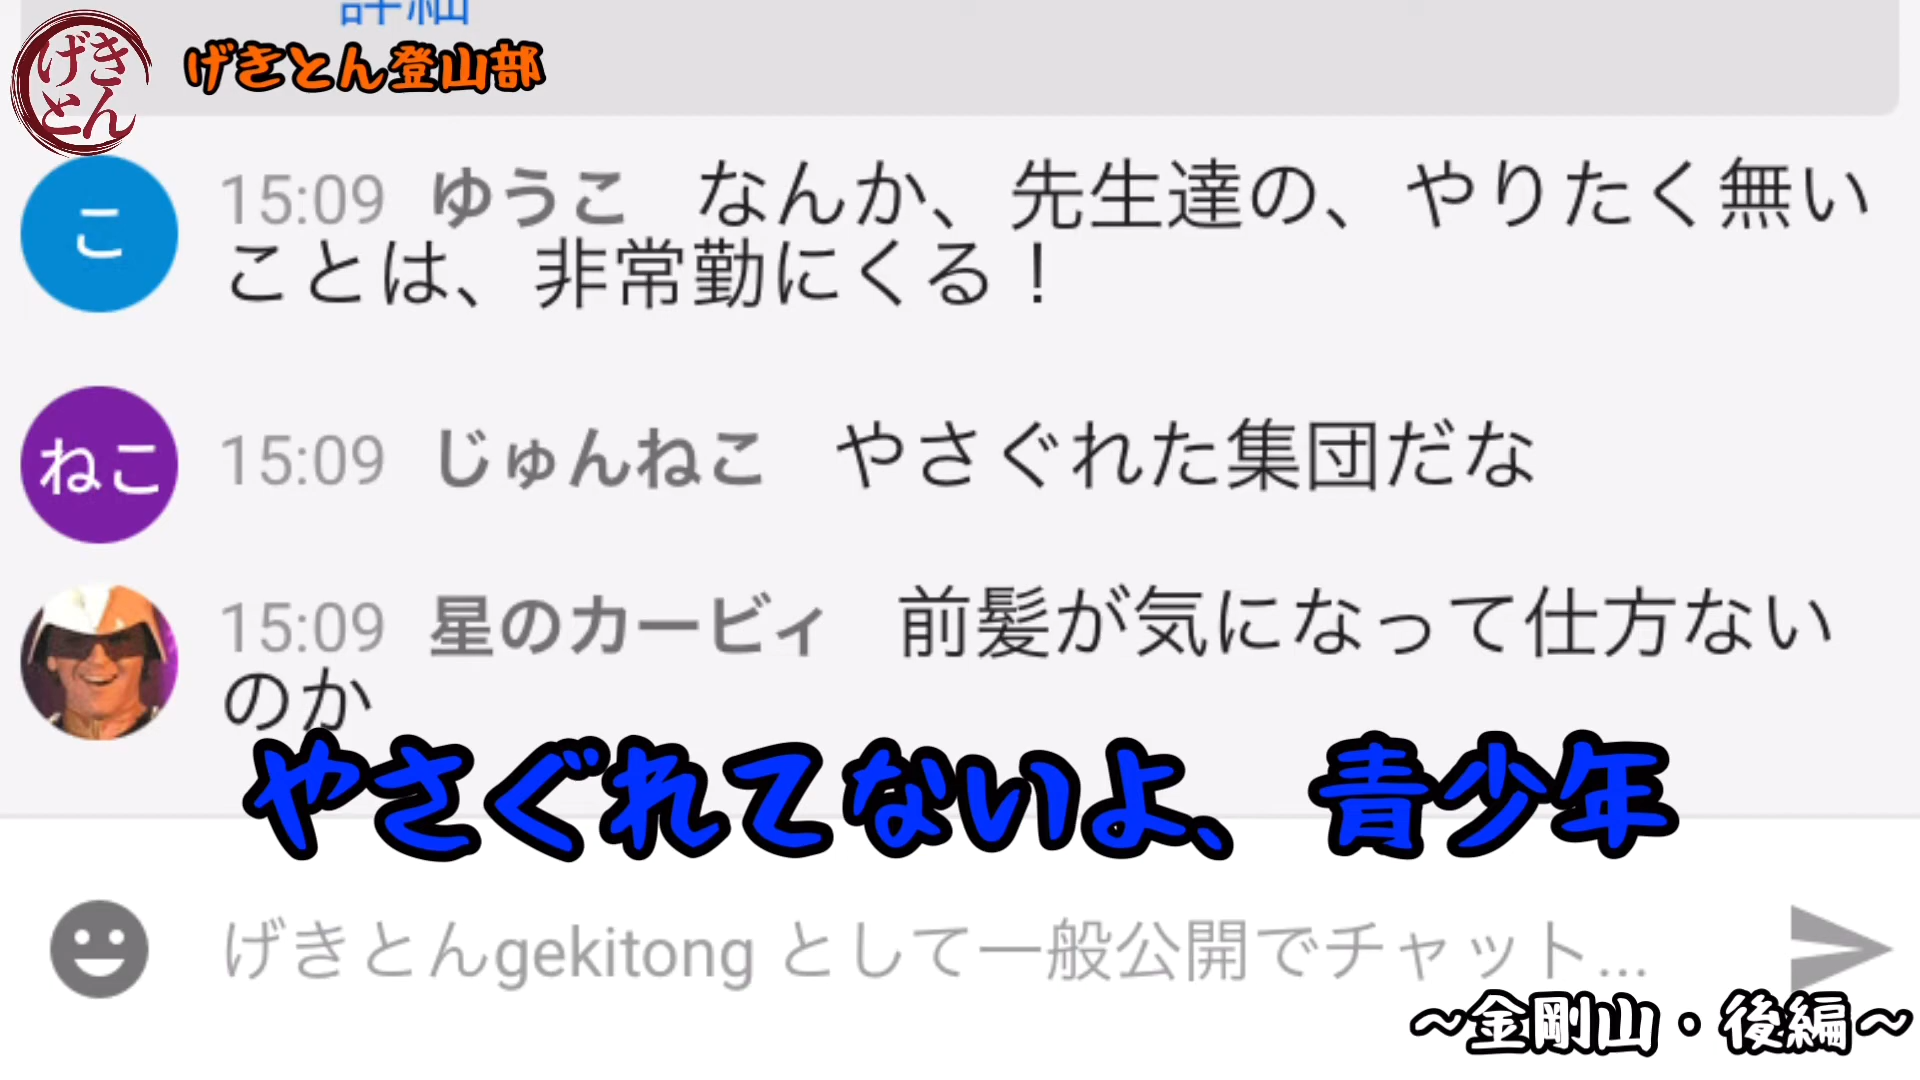 詳細
げきとん
げきとん登山部
こ
15:09 ゆうこ なんか、先生達の、やりたく無い
ことは、非常勤にくる！
ねこ
15:09 じゅんねこ やさぐれた集団だな
15:09 星のカービィ 前髪が気になって仕方ない
のか
やさぐれてないよ、青少年
げきとんgekitong として一般公開でチャット...
～金剛山・後編～